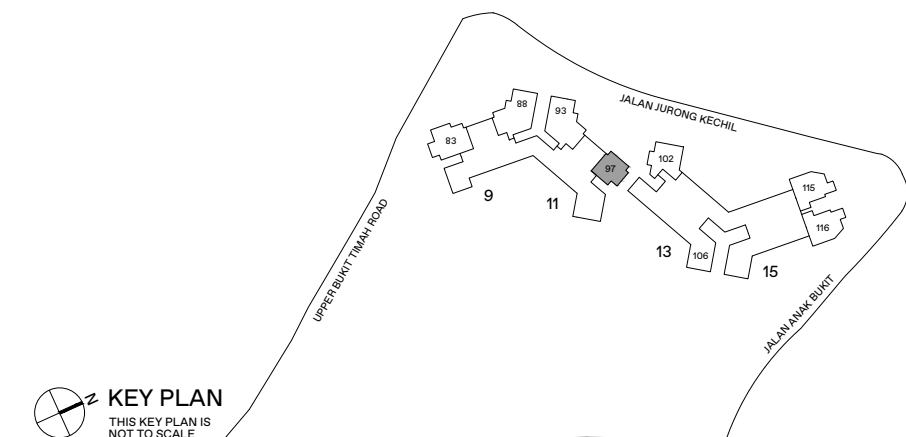 JALAN JURONG KECHIL
88
93
83
102
97
115
9
11
116
13
106
15
UPPER BUKIT TIMAH ROAD
JALAN ANAK BUKIT
N
KEY PLAN
THIS KEY PLAN IS
NOT TO SCALE